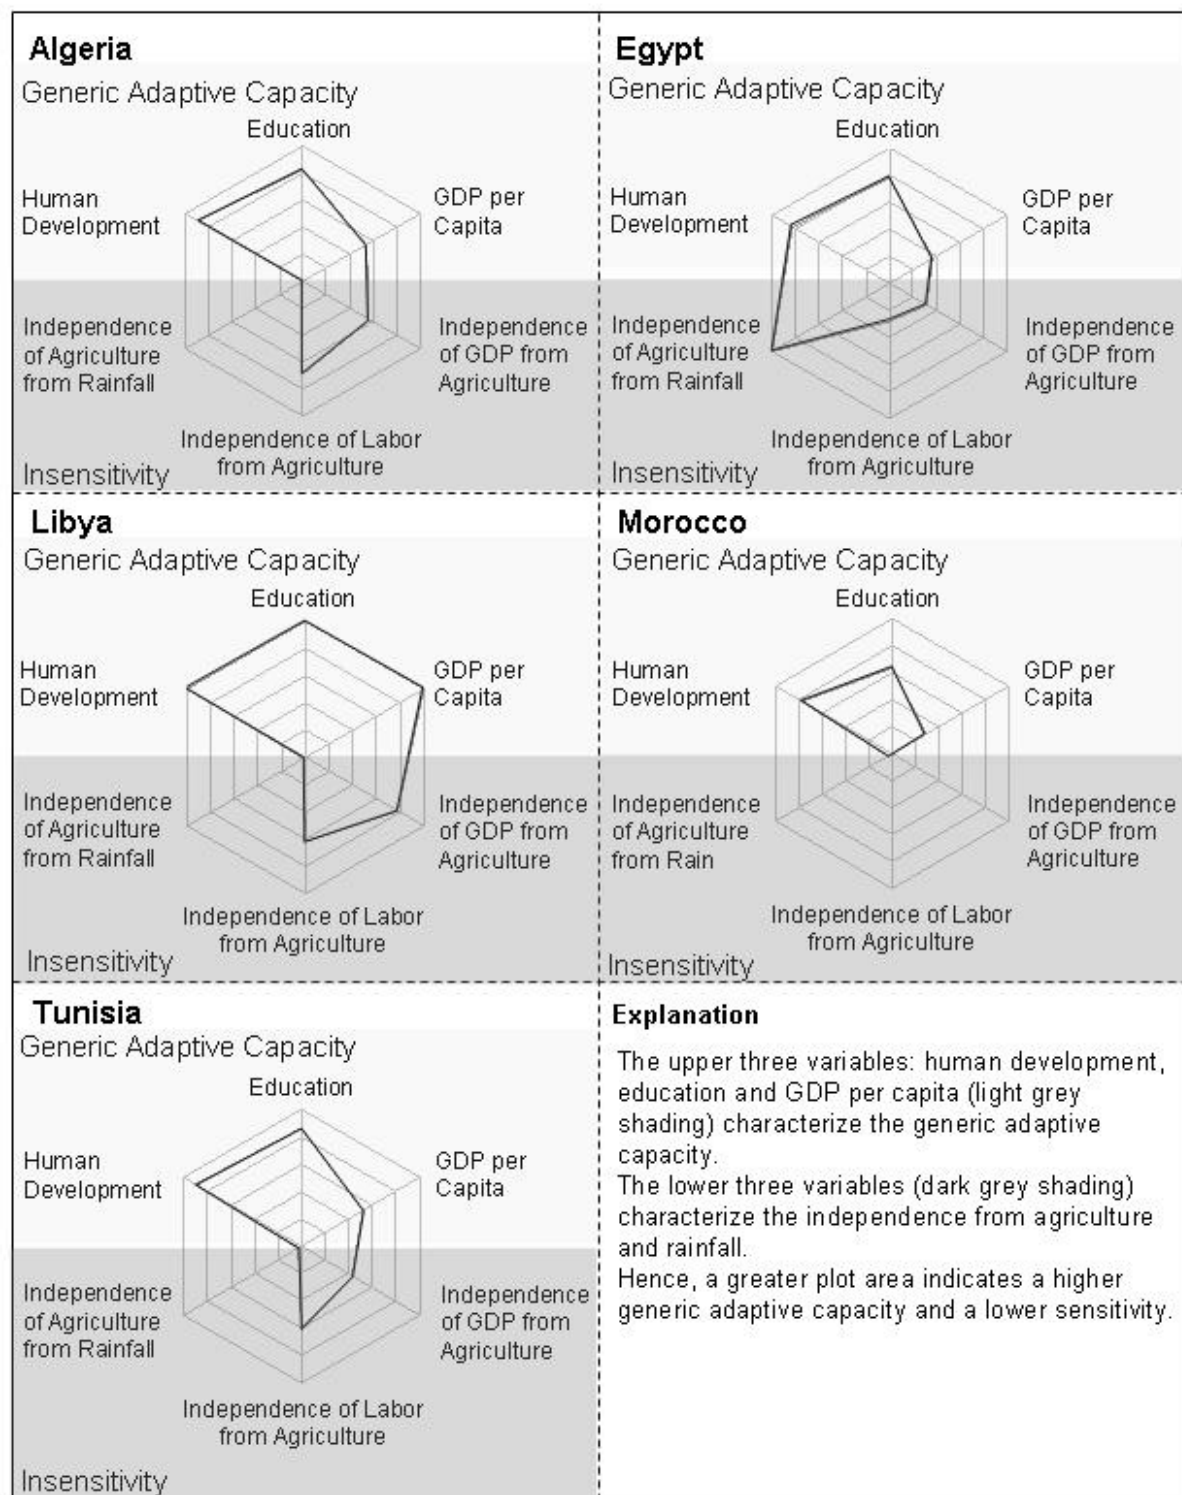 Algeria
Generic Adaptive Capacity
Education
Human
Development
GDP per
Capita
Independence
of Agriculture
from Rainfall
Independence
of GDP from
Agriculture
Independence of Labor
from Agriculture
Insensitivity
Egypt
Generic Adaptive Capacity
Education
Human
Development
GDP per
Capita
Independence
of Agriculture
from Rainfall
Independence
of GDP from
Agriculture
Independence of Labor
from Agriculture
Insensitivity
Libya
Generic Adaptive Capacity
Education
Human
Development
GDP per
Capita
Independence
of Agriculture
from Rainfall
Independence
of GDP from
Agriculture
Independence of Labor
from Agriculture
Insensitivity
Morocco
Generic Adaptive Capacity
Education
Human
Development
GDP per
Capita
Independence
of Agriculture
from Rain
Independence
of GDP from
Agriculture
Independence of Labor
from Agriculture
Insensitivity
Tunisia
Generic Adaptive Capacity
Education
Human
Development
GDP per
Capita
Independence
of Agriculture
from Rainfall
Independence
of GDP from
Agriculture
Independence of Labor
from Agriculture
Insensitivity
Explanation
The upper three variables: human development,
education and GDP per capita (light grey
shading) characterize the generic adaptive
capacity.
The lower three variables (dark grey shading)
characterize the independence from agriculture
and rainfall.
Hence, a greater plot area indicates a higher
generic adaptive capacity and a lower sensitivity.